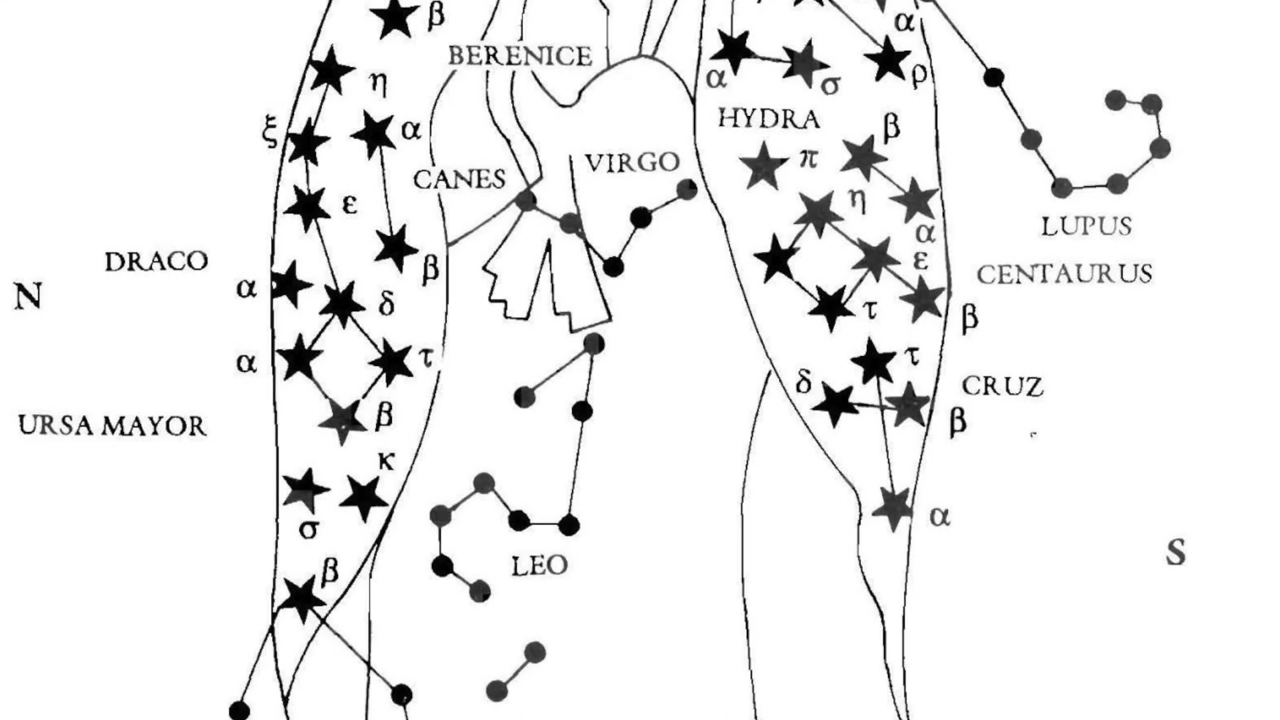 β
α
BERENICE
η
α
σ
ρ
HYDRA
ξ
α
β
π
VIRGO
CANES
ε
η
LUPUS
α
DRACO
β
ε
CENTAURUS
N
α
δ
τ
β
α
τ
τ
δ
CRUZ
URSA MAYOR
β
β
κ
σ
α
S
LEO
β